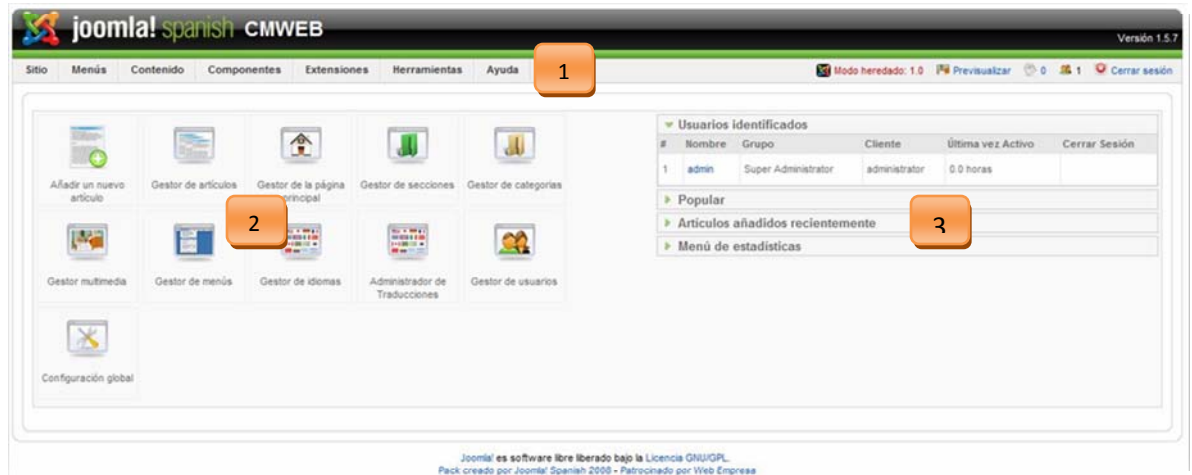 joomla! spanish CMWEB
Versión 1.5.7
Sitio Menús Contenido Componentes Extensiones Herramientas Ayuda 1 Modo heredado: 1.0 Previsualizar 0 1 Cerrar sesión
Usuarios identificados
# Nombre Grupo Cliente Última vez Activo Cerrar Sesión
1 admin Super Administrator administrator 0.0 horas
Popular
Artículos añadidos recientemente 3
Menú de estadísticas
Añadir un nuevo artículo
Gestor de artículos
Gestor de la página principal
Gestor de secciones
Gestor de categorías
2
Gestor multimedia
Gestor de menús
Gestor de idiomas
Administrador de Traducciones
Gestor de usuarios
Configuración global
Joomla! es software libre liberado bajo la Licencia GNU/GPL.
Pack creado por Joomla! Spanish 2008 - Patrocinado por Web Empresa